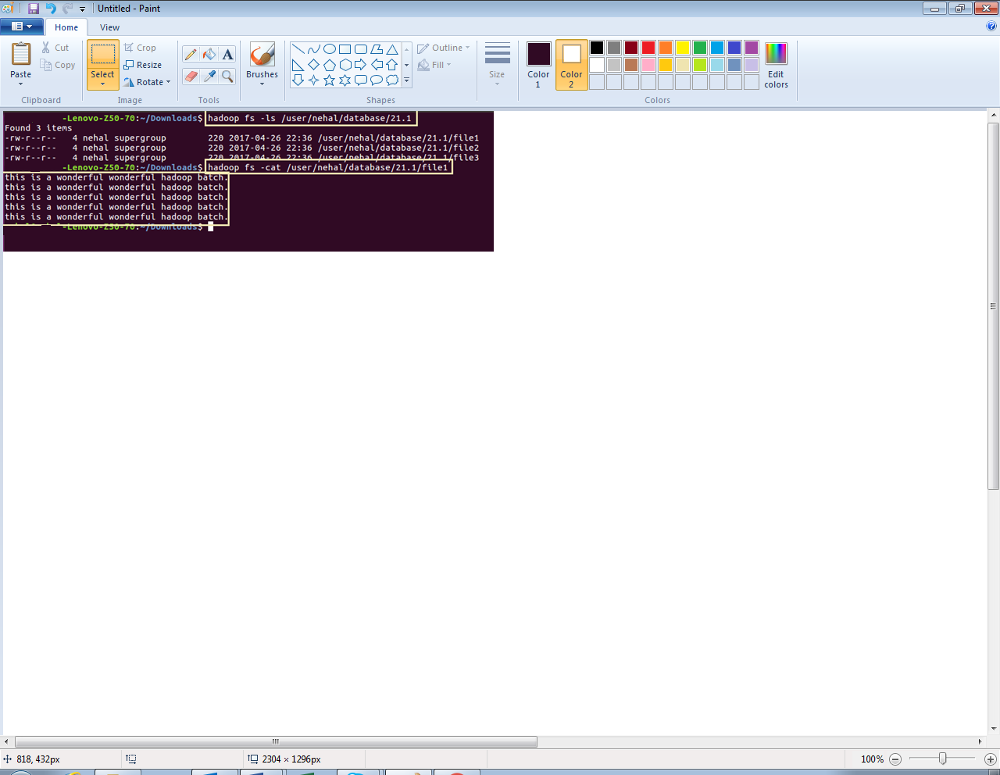 Untitled - Paint
Home View
Paste
Cut
Copy
Clipboard
Select
Crop
Resize
Rotate
Image
A
Tools
Brushes
Shapes
Outline
Fill
Size
Color 1
Color 2
Edit colors
Colors
-Lenovo-Z50-70:~/Downloads$ hadoop fs -ls /user/nehal/database/21.1
Found 3 items
-rw-r--r-- 4 nehal supergroup 220 2017-04-26 22:36 /user/nehal/database/21.1/file1
-rw-r--r-- 4 nehal supergroup 220 2017-04-26 22:36 /user/nehal/database/21.1/file2
-rw-r--r-- 4 nehal supergroup 220 2017-04-26 22:36 /user/nehal/database/21.1/file3
-Lenovo-Z50-70:~/Downloads$ hadoop fs -cat /user/nehal/database/21.1/file1
this is a wonderful wonderful hadoop batch.
this is a wonderful wonderful hadoop batch.
this is a wonderful wonderful hadoop batch.
this is a wonderful wonderful hadoop batch.
this is a wonderful wonderful hadoop batch.
-Lenovo-Z50-70:~/Downloads$
818, 432px
2304 × 1296px
100%